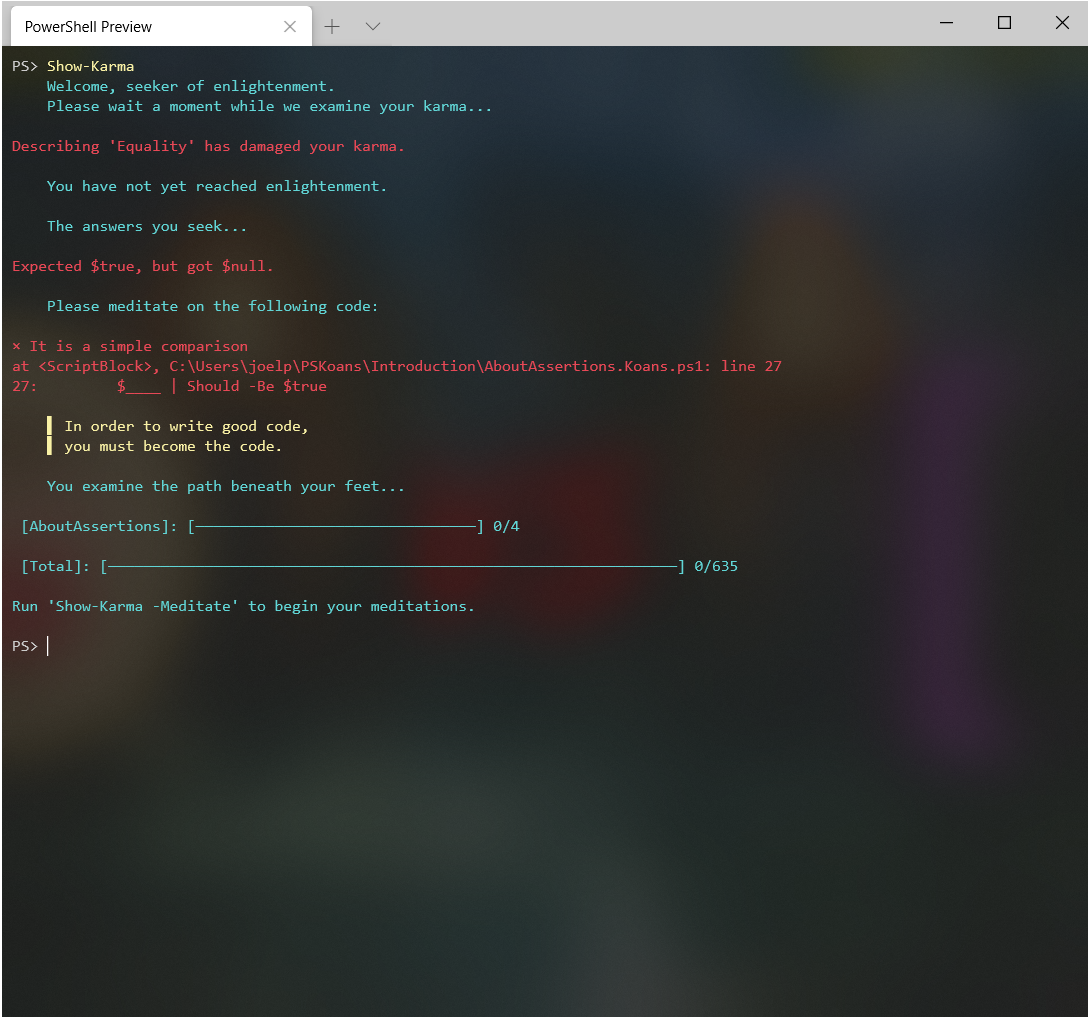 PowerShell Preview
PS> Show-Karma
Welcome, seeker of enlightenment.
Please wait a moment while we examine your karma...
Describing 'Equality' has damaged your karma.
You have not yet reached enlightenment.
The answers you seek...
Expected $true, but got $null.
Please meditate on the following code:
× It is a simple comparison
at <ScriptBlock>, C:\Users\joelp\PSKoans\Introduction\AboutAssertions.Koans.ps1: line 27
27:         $____ | Should -Be $true
In order to write good code,
you must become the code.
You examine the path beneath your feet...
[AboutAssertions]: [————————————————————————————————] 0/4
[Total]: [—————————————————————————————————————————————————————————————————] 0/635
Run 'Show-Karma -Meditate' to begin your meditations.
PS>